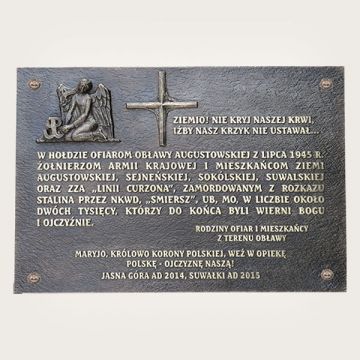 ZIEMIO! NIE KRYJ NASZEJ KRWI,
IŻBY NASZ KRZYK NIE USTAWAŁ...
W HOŁDZIE OFIAROM OBŁAWY AUGUSTOWSKIEJ Z LIPCA 1945 R.
ŻOŁNIERZOM ARMII KRAJOWEJ I MIESZKAŃCOM ZIEMI
AUGUSTOWSKIEJ, SEJNEŃSKIEJ, SOKÓLSKIEJ, SUWALSKIEJ
ORAZ ZZA „LINII CURZONA”, ZAMORDOWANYM Z ROZKAZU
STALINA PRZEZ NKWD, „SMIERSZ”, UB, MO, W LICZBIE OKOŁO
DWÓCH TYSIĘCY, KTÓRZY DO KOŃCA BYLI WIERNI BOGU
I OJCZYŹNIE.
RODZINY OFIAR I MIESZKAŃCY
Z TERENU OBŁAWY
MARYJO, KRÓLOWO KORONY POLSKIEJ, WEŹ W OPIEKĘ
POLSKĘ - OJCZYZNĘ NASZĄ!
JASNA GÓRA AD 2014, SUWAŁKI AD 2015